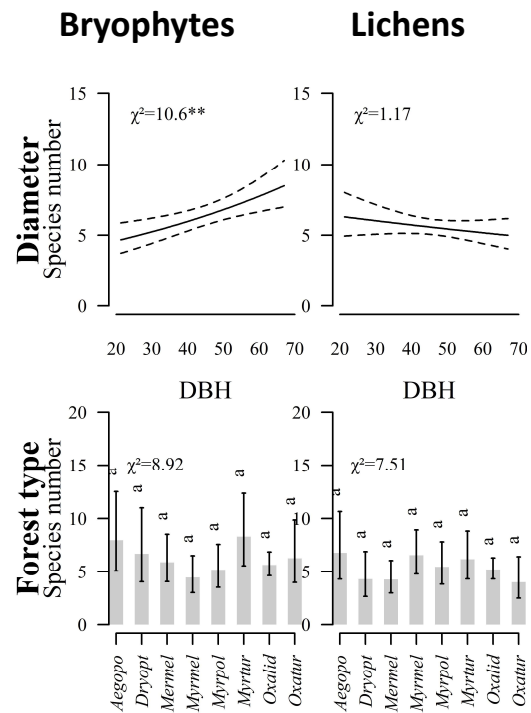 Bryophytes
Lichens
Diameter
Species number
15
10
5
0
χ²=10.6**
20 30 40 50 60 70
DBH
15
10
5
0
χ²=1.17
20 30 40 50 60 70
DBH
Forest type
Species number
20
15
10
5
0
χ²=8.92
a a a a a a a a
Aegopo
Dryopt
Mermel
Myrmel
Myrpol
Myrtur
Oxalid
Oxatur
20
15
10
5
0
χ²=7.51
a a a a a a a a
Aegopo
Dryopt
Mermel
Myrmel
Myrpol
Myrtur
Oxalid
Oxatur